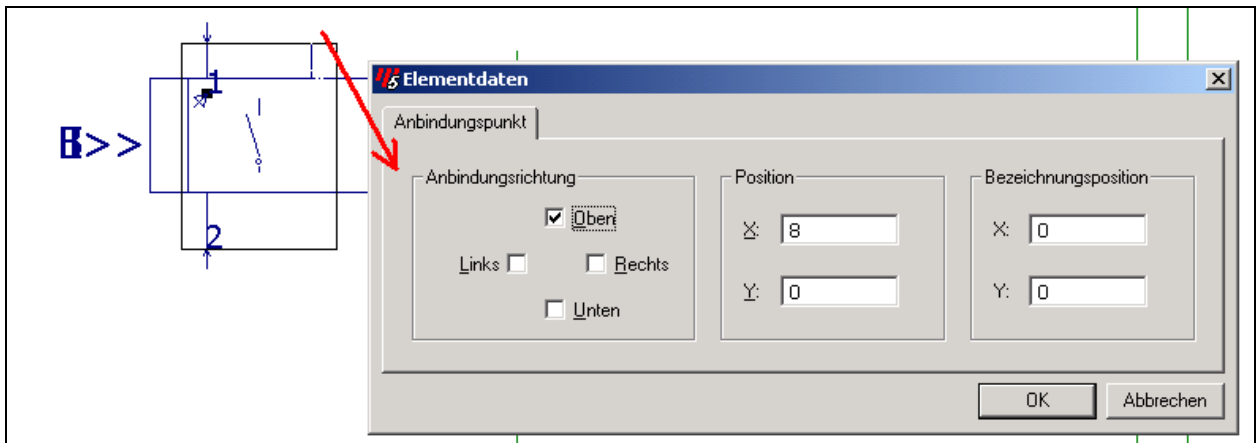 Elementdaten
Anbindungspunkt
Anbindungsrichtung
Oben
Links
Rechts
Unten
Position
X: 8
Y: 0
Bezeichnungsposition
X: 0
Y: 0
OK
Abbrechen
1
>>
2